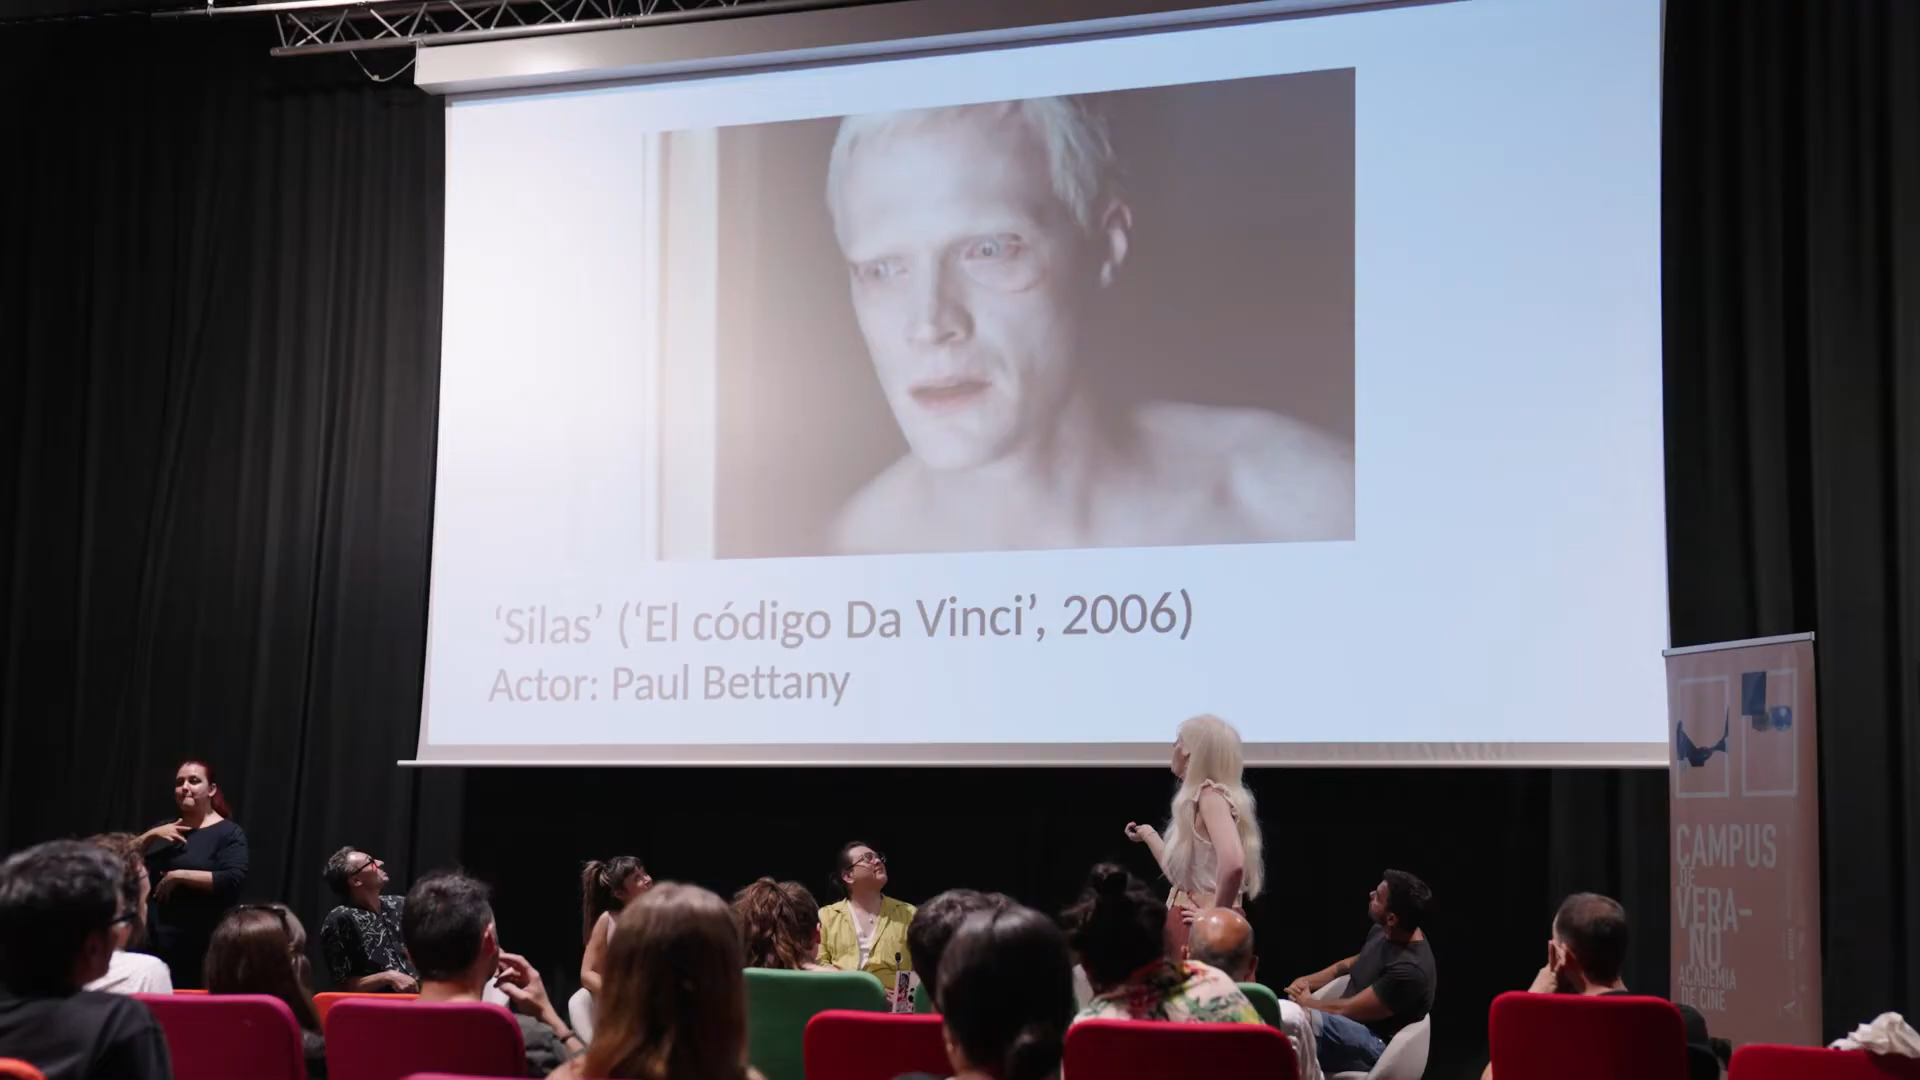 ‘Silas’ (‘El código Da Vinci’, 2006)
Actor: Paul Bettany
CAMPUS
DE
VERA-
NO
ACADEMIA
DE CINE